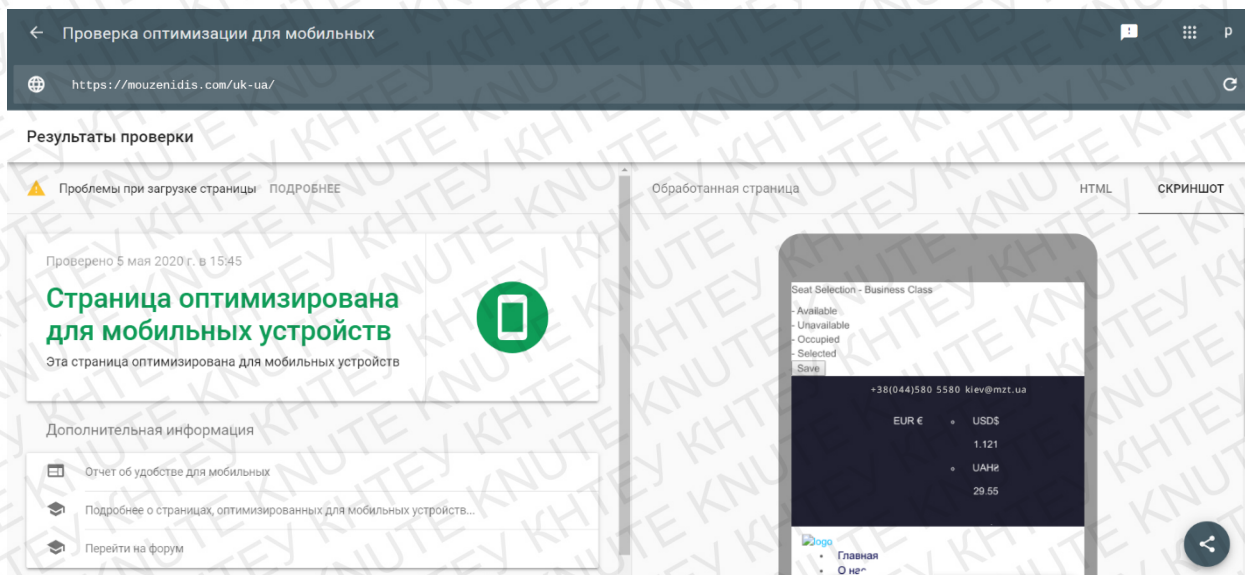 Проверка оптимизации для мобильных
p
https://mouzenidis.com/uk-ua/
Результаты проверки
Проблемы при загрузке страницы ПОДРОБНЕЕ
Проверено 5 мая 2020 г. в 15:45
Страница оптимизирована
для мобильных устройств
Эта страница оптимизирована для мобильных устройств
Дополнительная информация
Отчет об удобстве для мобильных
Подробнее о страницах, оптимизированных для мобильных устройств...
Перейти на форум
Обработанная страница
HTML
СКРИНШОТ
Seat Selection - Business Class
- Available
- Unavailable
- Occupied
- Selected
Save
+38(044)580 5580 kiev@mzt.ua
EUR € USD$
1.121
UAH₴
29.55
logo
Главная
О нас
KHTEY KNUTE